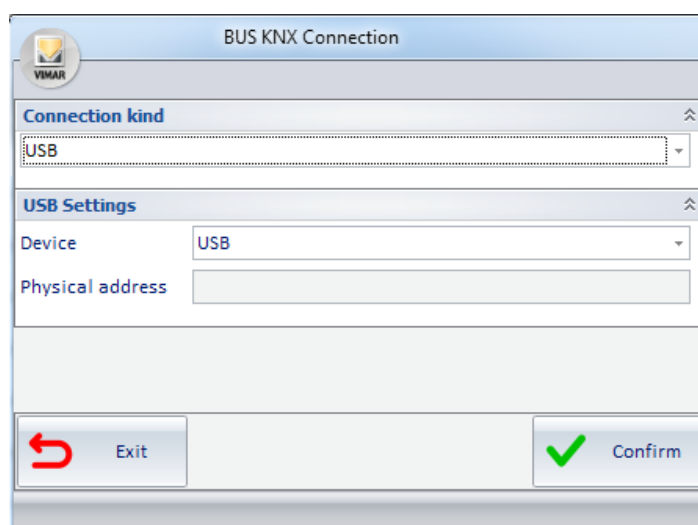 BUS KNX Connection
VIMAR
Connection kind
USB
USB Settings
Device USB
Physical address
Exit Confirm